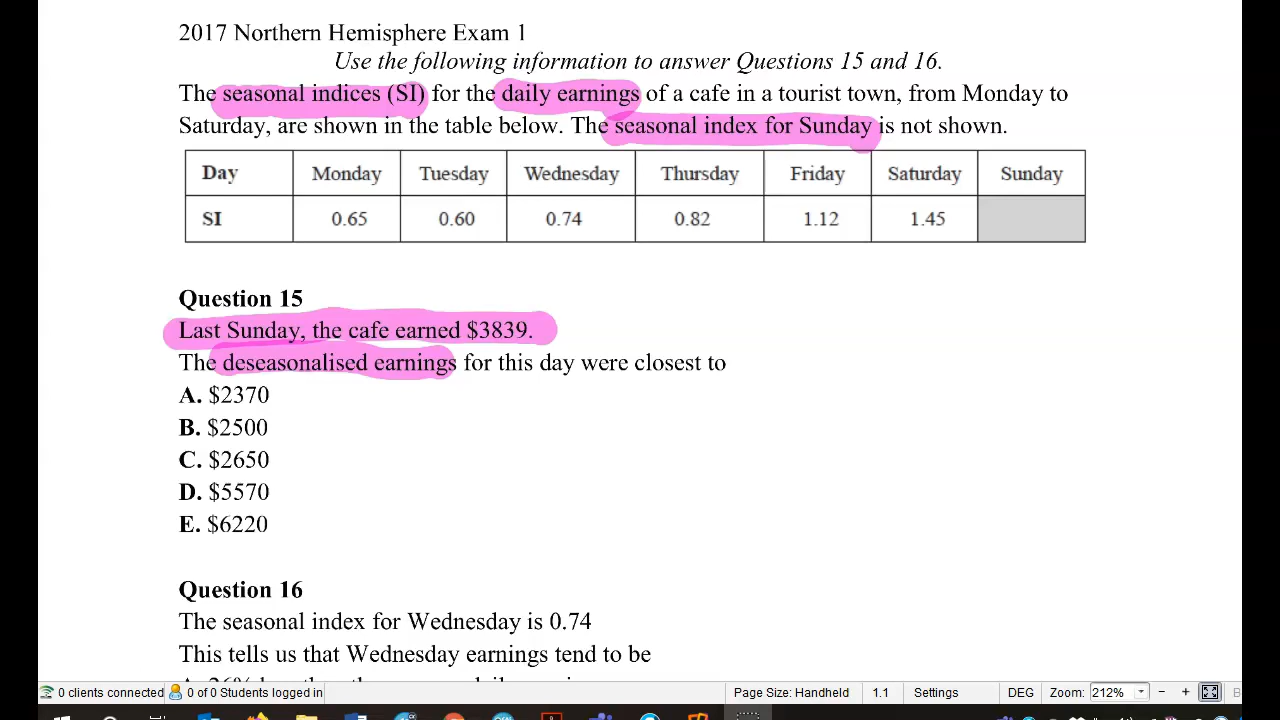 2017 Northern Hemisphere Exam 1
Use the following information to answer Questions 15 and 16.
The seasonal indices (SI) for the daily earnings of a cafe in a tourist town, from Monday to
Saturday, are shown in the table below. The seasonal index for Sunday is not shown.
Day Monday Tuesday Wednesday Thursday Friday Saturday Sunday
SI 0.65 0.60 0.74 0.82 1.12 1.45
Question 15
Last Sunday, the cafe earned $3839.
The deseasonalised earnings for this day were closest to
A. $2370
B. $2500
C. $2650
D. $5570
E. $6220
Question 16
The seasonal index for Wednesday is 0.74
This tells us that Wednesday earnings tend to be
0 clients connected 0 of 0 Students logged in Page Size: Handheld 1.1 Settings DEG Zoom: 212% − +